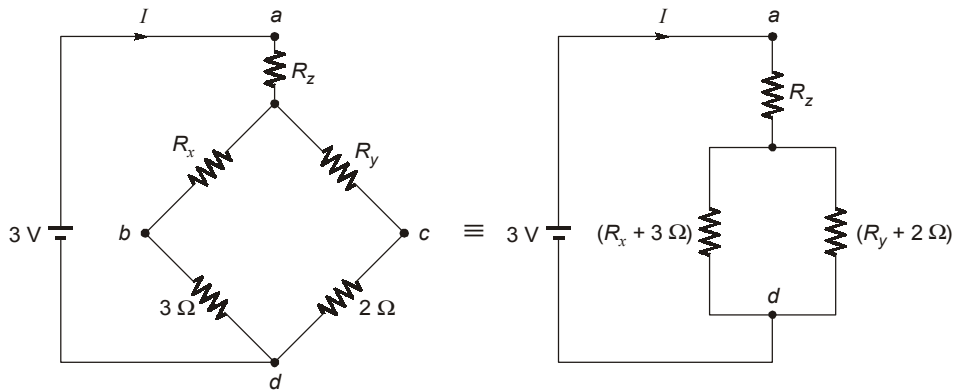 I
a
R_z
R_x
R_y
3 V
b
c
3 Ω
2 Ω
d
≡
I
a
R_z
3 V
(R_x + 3 Ω)
(R_y + 2 Ω)
d